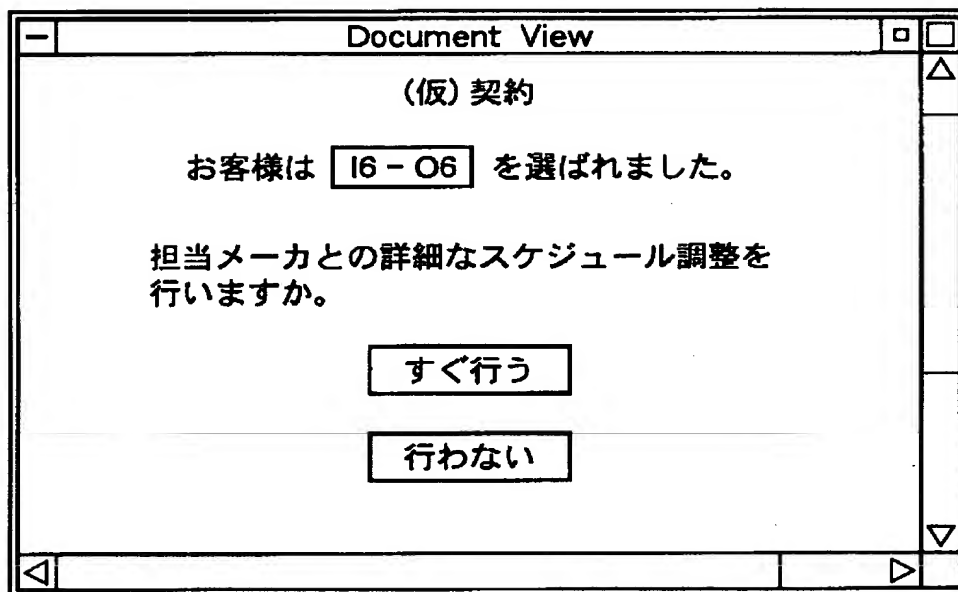 Document View
(仮)契約
お客様は I6-O6 を選ばれました。
担当メーカとの詳細なスケジュール調整を
行いますか。
すぐ行う
行わない